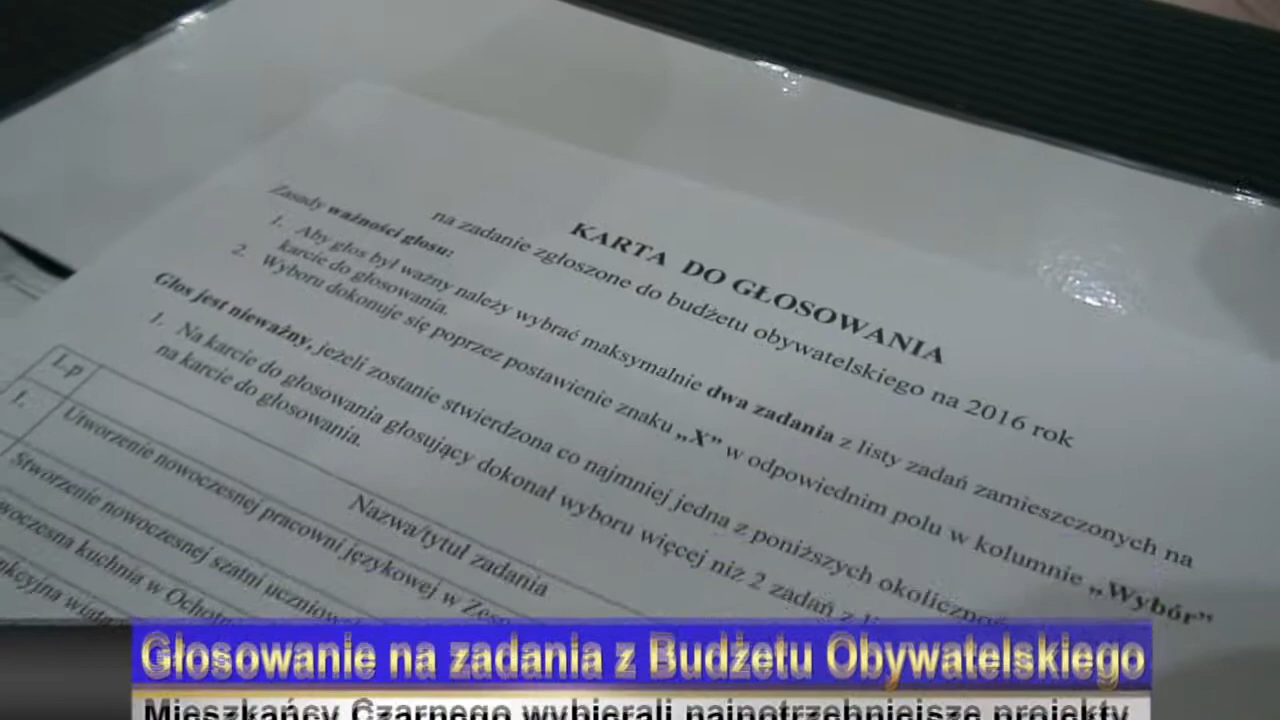 KARTA DO GŁOSOWANIA
na zadanie zgłoszone do budżetu obywatelskiego na 2016 rok
Zasady ważności głosu:
1. Aby głos był ważny należy wybrać maksymalnie dwa zadania z listy zadań zamieszczonych na
karcie do głosowania.
2. Wyboru dokonuje się poprzez postawienie znaku „X” w odpowiednim polu w kolumnie „Wybór”
Głos jest nieważny, jeżeli zostanie stwierdzona co najmniej jedna z poniższych
1. Na karcie do głosowania głosujący dokonał wyboru więcej niż 2 zadań z
na karcie do głosowania.
Lp
Nazwa/tytuł zadania
1. Utworzenie nowoczesnej pracowni językowej w
Stworzenie nowoczesnej szatni
kuchnia w
Głosowanie na zadania z Budżetu Obywatelskiego
Mieszkańcy Czarnego wybierali najpotrzebniejsze projekty